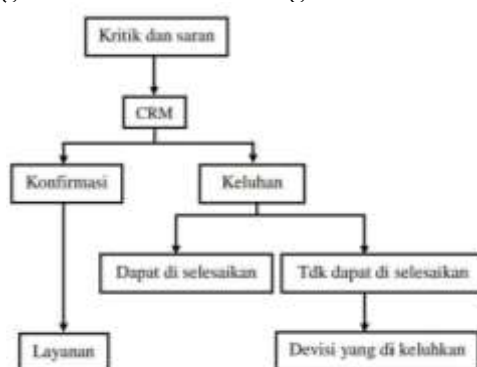 Kritik dan saran
CRM
Konfirmasi
Keluhan
Dapat di selesaikan
Tdk dapat di selesaikan
Layanan
Devisi yang di keluhkan